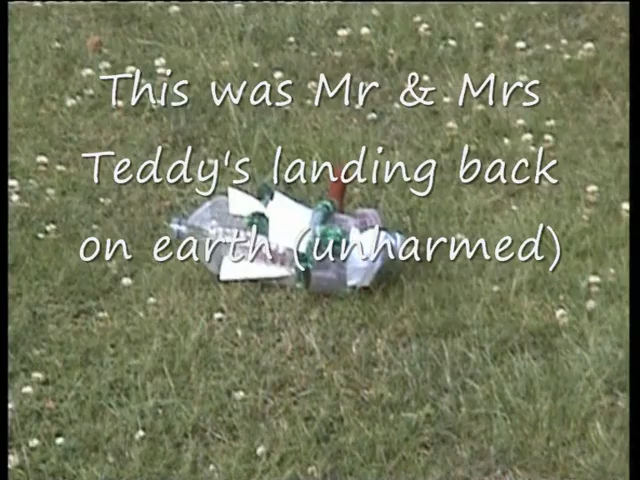 This was Mr & Mrs
Teddy's landing back
on earth (unharmed)